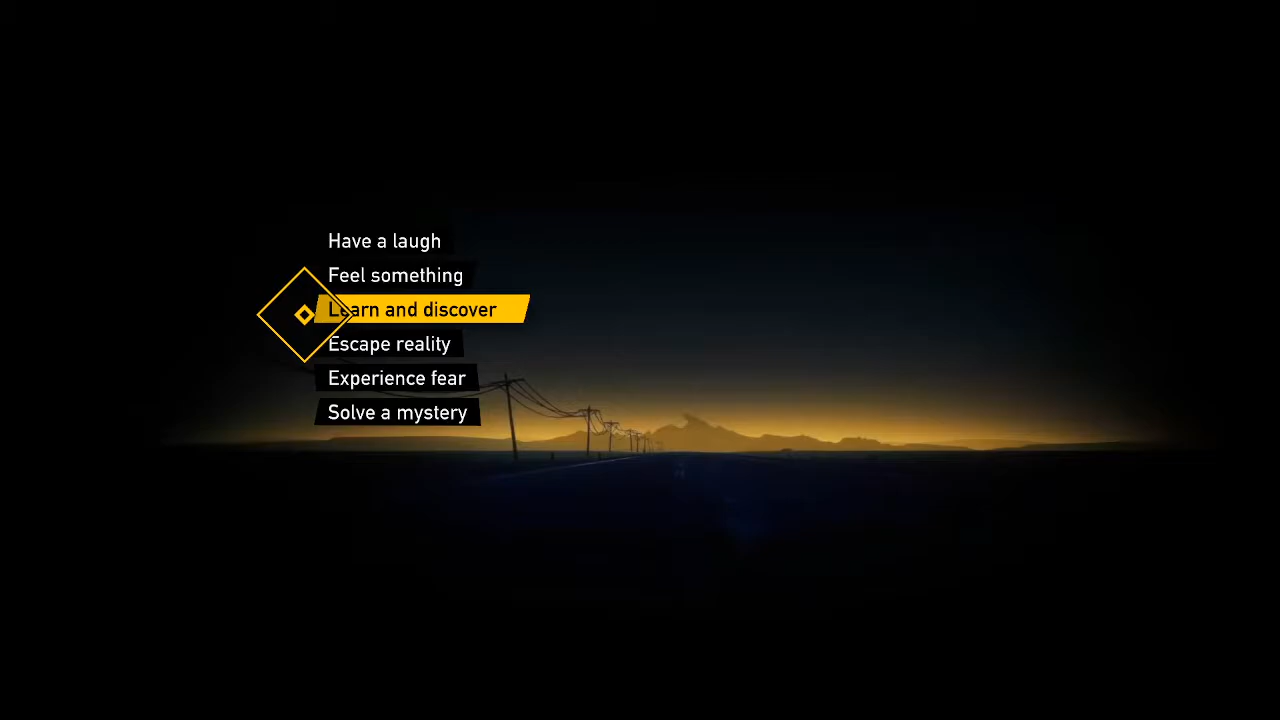 Have a laugh
Feel something
Learn and discover
Escape reality
Experience fear
Solve a mystery